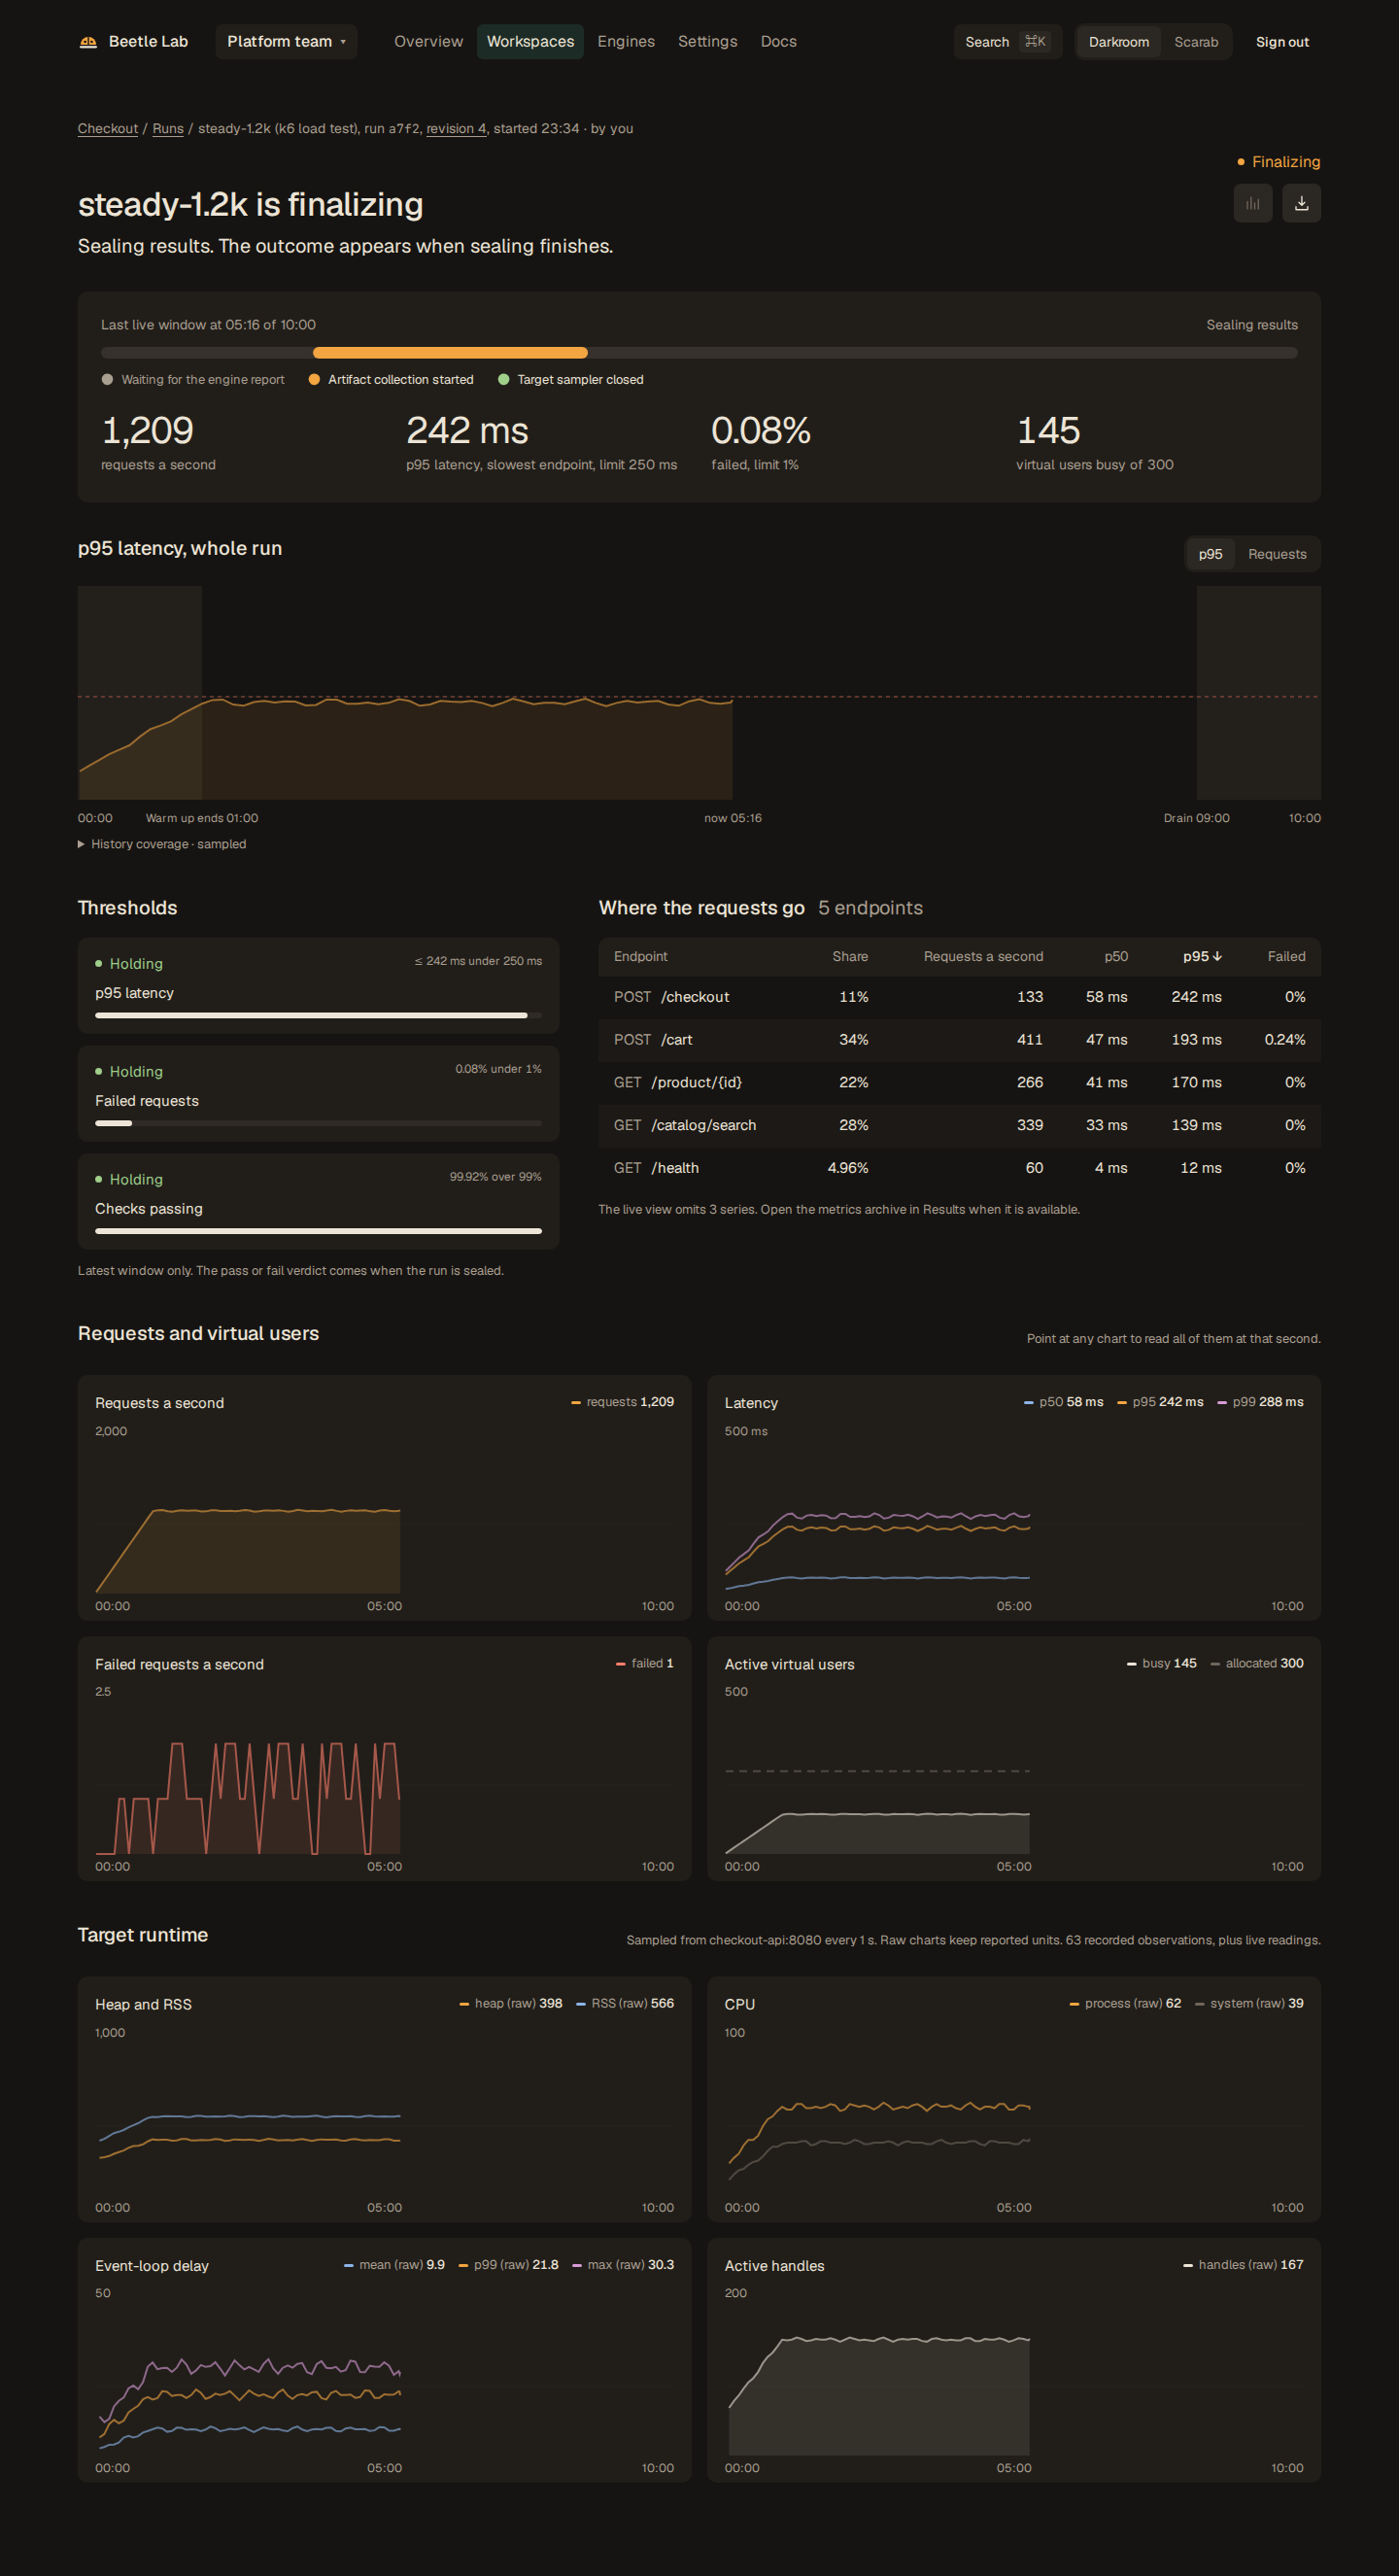 Beetle Lab Platform team Overview Workspaces Engines Settings Docs Search ⌘K Darkroom Scarab Sign out
Checkout / Runs / steady-1.2k (k6 load test), run a7f2, revision 4, started 23:34 · by you
Finalizing
steady-1.2k is finalizing
Sealing results. The outcome appears when sealing finishes.
Last live window at 05:16 of 10:00 Sealing results
Waiting for the engine report Artifact collection started Target sampler closed
1,209 242 ms 0.08% 145
requests a second p95 latency, slowest endpoint, limit 250 ms failed, limit 1% virtual users busy of 300
p95 latency, whole run p95 Requests
00:00 Warm up ends 01:00 now 05:16 Drain 09:00 10:00
History coverage · sampled
Thresholds
Holding ≤ 242 ms under 250 ms
p95 latency
Holding 0.08% under 1%
Failed requests
Holding 99.92% over 99%
Checks passing
Latest window only. The pass or fail verdict comes when the run is sealed.
Where the requests go 5 endpoints
Endpoint Share Requests a second p50 p95 ↓ Failed
POST /checkout 11% 133 58 ms 242 ms 0%
POST /cart 34% 411 47 ms 193 ms 0.24%
GET /product/{id} 22% 266 41 ms 170 ms 0%
GET /catalog/search 28% 339 33 ms 139 ms 0%
GET /health 4.96% 60 4 ms 12 ms 0%
The live view omits 3 series. Open the metrics archive in Results when it is available.
Requests and virtual users Point at any chart to read all of them at that second.
Requests a second requests 1,209
2,000
00:00 05:00 10:00
Latency p50 58 ms p95 242 ms p99 288 ms
500 ms
00:00 05:00 10:00
Failed requests a second failed 1
2.5
00:00 05:00 10:00
Active virtual users busy 145 allocated 300
500
00:00 05:00 10:00
Target runtime Sampled from checkout-api:8080 every 1 s. Raw charts keep reported units. 63 recorded observations, plus live readings.
Heap and RSS heap (raw) 398 RSS (raw) 566
1,000
00:00 05:00 10:00
CPU process (raw) 62 system (raw) 39
100
00:00 05:00 10:00
Event-loop delay mean (raw) 9.9 p99 (raw) 21.8 max (raw) 30.3
50
00:00 05:00 10:00
Active handles handles (raw) 167
200
00:00 05:00 10:00